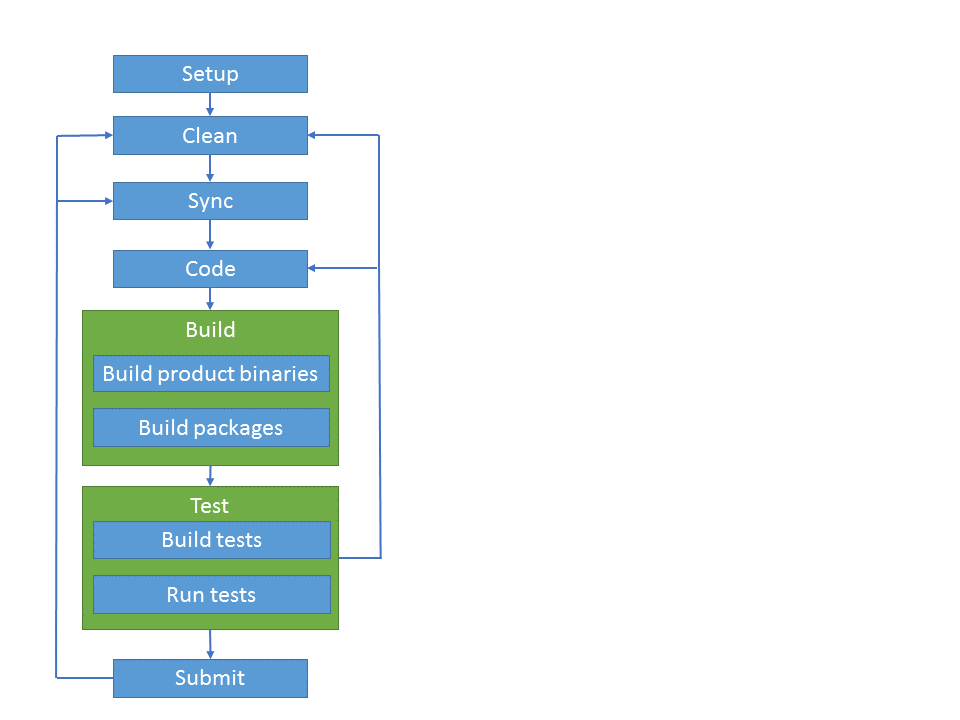 Setup
Clean
Sync
Code
Build
Build product binaries
Build packages
Test
Build tests
Run tests
Submit